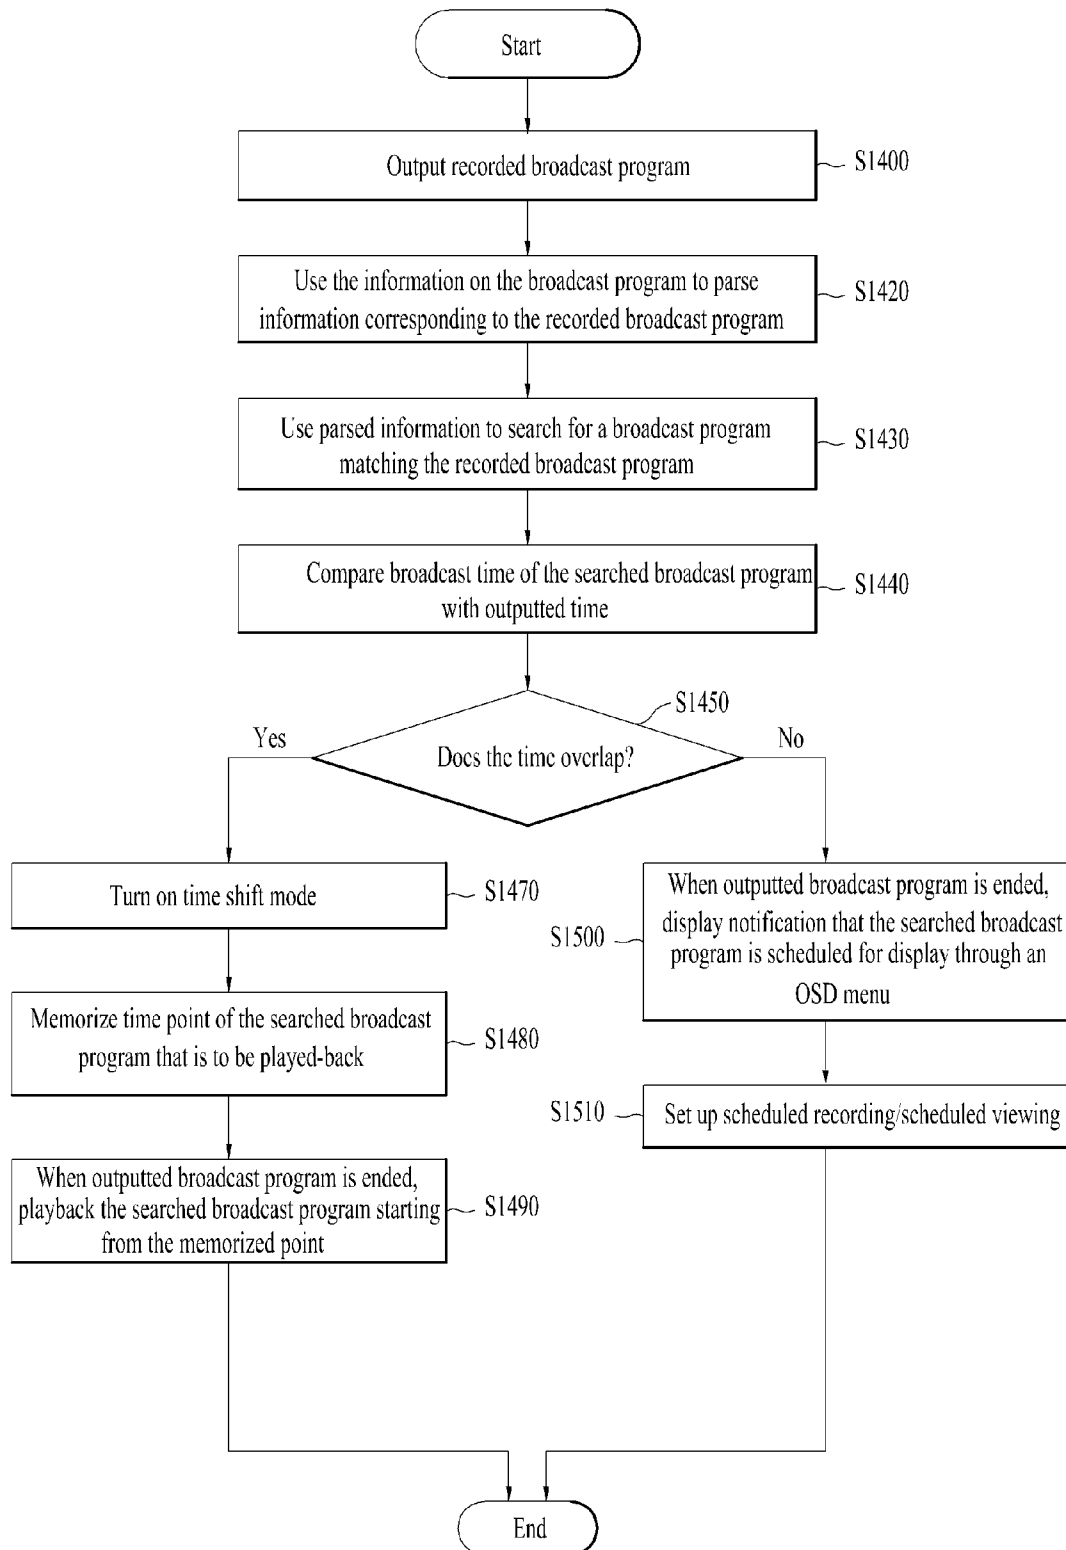 Start
Output recorded broadcast program
S1400
Use the information on the broadcast program to parse
information corresponding to the recorded broadcast program
S1420
Use parsed information to search for a broadcast program
matching the recorded broadcast program
S1430
Compare broadcast time of the searched broadcast program
with outputted time
S1440
S1450
Yes
Does the time overlap?
No
Turn on time shift mode
S1470
Memorize time point of the searched broadcast
program that is to be played-back
S1480
When outputted broadcast program is ended,
playback the searched broadcast program starting
from the memorized point
S1490
When outputted broadcast program is ended,
display notification that the searched broadcast
program is scheduled for display through an
OSD menu
S1500
S1510
Set up scheduled recording/scheduled viewing
End